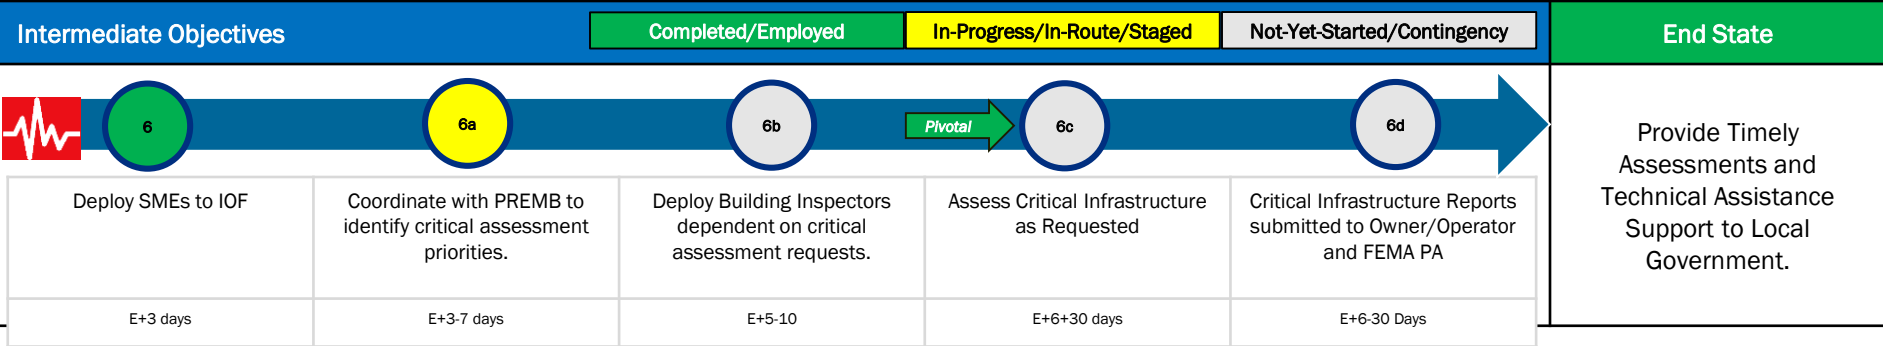 Intermediate Objectives
Completed/Employed
In-Progress/In-Route/Staged
Not-Yet-Started/Contingency
End State
6
6a
6b
Pivotal
6c
6d
Deploy SMEs to IOF
Coordinate with PREMB to
identify critical assessment
priorities.
Deploy Building Inspectors
dependent on critical
assessment requests.
Assess Critical Infrastructure
as Requested
Critical Infrastructure Reports
submitted to Owner/Operator
and FEMA PA
E+3 days
E+3-7 days
E+5-10
E+6+30 days
E+6-30 Days
Provide Timely
Assessments and
Technical Assistance
Support to Local
Government.